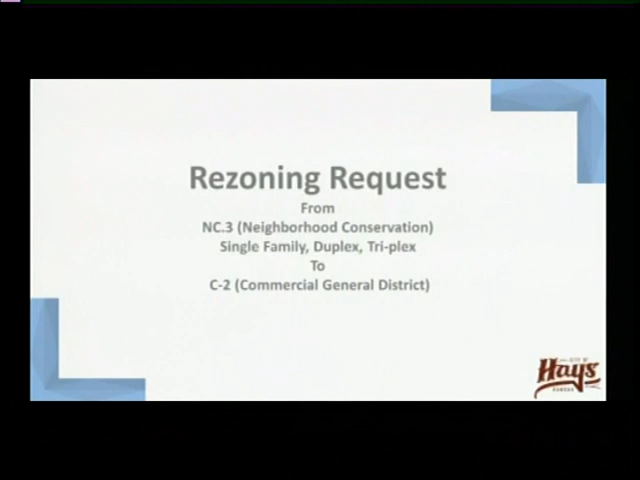 Rezoning Request
From
NC.3 (Neighborhood Conservation)
Single Family, Duplex, Tri-plex
To
C-2 (Commercial General District)
Hays